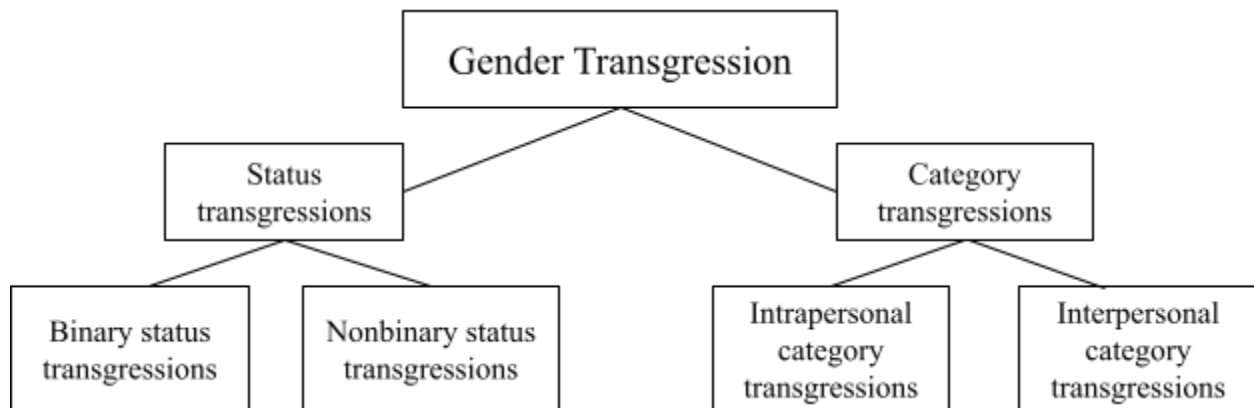 Gender Transgression
Status
transgressions
Category
transgressions
Binary status
transgressions
Nonbinary status
transgressions
Intrapersonal
category
transgressions
Interpersonal
category
transgressions